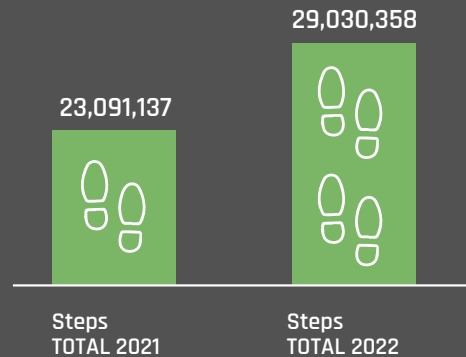 29,030,358
23,091,137
Steps
TOTAL 2021
Steps
TOTAL 2022